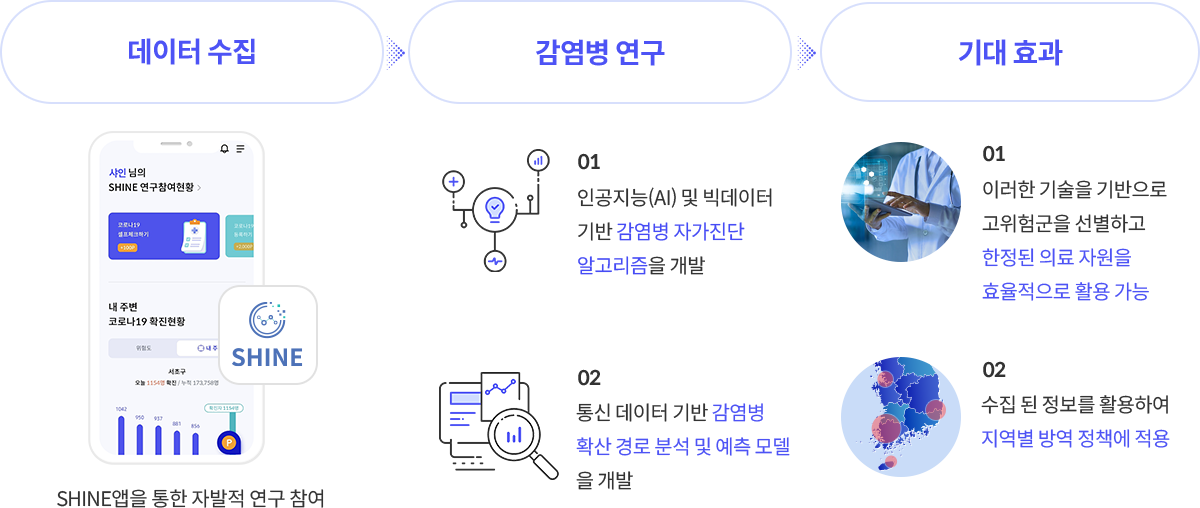 데이터 수집
감염병 연구
기대 효과
샤인 님의
SHINE 연구참여현황 >
코로나19
셀프체크하기
+100P
코로나19
+2,000P
내 주변
코로나19 확진현황
위험도
내 주
서초구
오늘 1154명 확진 / 누적 173,758명
1042
950
937
881
856
1154명
P
SHINE
SHINE앱을 통한 자발적 연구 참여
01
인공지능(AI) 및 빅데이터
기반 감염병 자가진단
알고리즘을 개발
02
통신 데이터 기반 감염병
확산 경로 분석 및 예측 모델
을 개발
01
이러한 기술을 기반으로
고위험군을 선별하고
한정된 의료 자원을
효율적으로 활용 가능
02
수집 된 정보를 활용하여
지역별 방역 정책에 적용